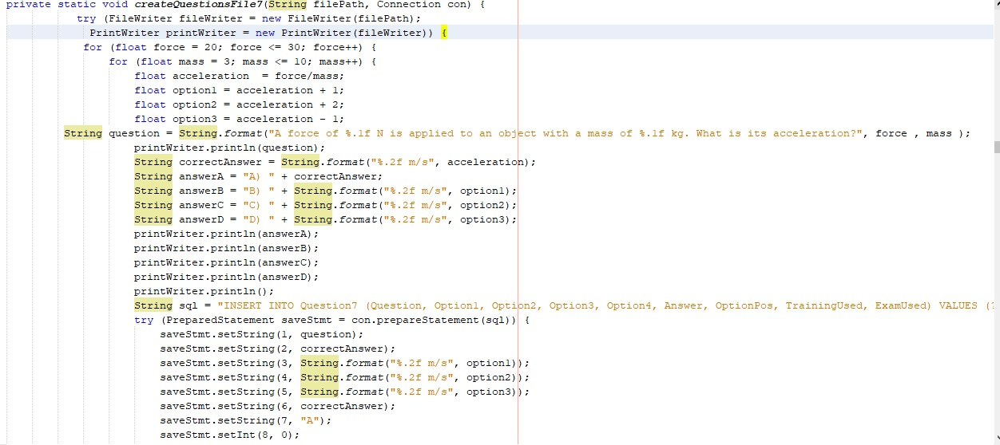 private static void createQuestionsFile7(String filePath, Connection con) {
try (FileWriter fileWriter = new FileWriter(filePath);
PrintWriter printWriter = new PrintWriter(fileWriter)) {
for (float force = 20; force <= 30; force++) {
for (float mass = 3; mass <= 10; mass++) {
float acceleration  = force/mass;
float option1 = acceleration + 1;
float option2 = acceleration + 2;
float option3 = acceleration - 1;
String question = String.format("A force of %.1f N is applied to an object with a mass of %.1f kg. What is its acceleration?", force , mass );
printWriter.println(question);
String correctAnswer = String.format("%.2f m/s", acceleration);
String answerA = "A) " + correctAnswer;
String answerB = "B) " + String.format("%.2f m/s", option1);
String answerC = "C) " + String.format("%.2f m/s", option2);
String answerD = "D) " + String.format("%.2f m/s", option3);
printWriter.println(answerA);
printWriter.println(answerB);
printWriter.println(answerC);
printWriter.println(answerD);
printWriter.println();
String sql = "INSERT INTO Question7 (Question, Option1, Option2, Option3, Option4, Answer, OptionPos, TrainingUsed, ExamUsed) VALUES (?
try (PreparedStatement saveStmt = con.prepareStatement(sql)) {
saveStmt.setString(1, question);
saveStmt.setString(2, correctAnswer);
saveStmt.setString(3, String.format("%.2f m/s", option1));
saveStmt.setString(4, String.format("%.2f m/s", option2));
saveStmt.setString(5, String.format("%.2f m/s", option3));
saveStmt.setString(6, correctAnswer);
saveStmt.setString(7, "A");
saveStmt.setInt(8, 0);